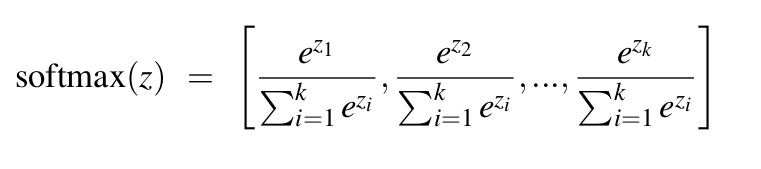 softmax(z) = [ e^{z_1} / ∑_{i=1}^{k} e^{z_i} , e^{z_2} / ∑_{i=1}^{k} e^{z_i} ,..., e^{z_k} / ∑_{i=1}^{k} e^{z_i} ]